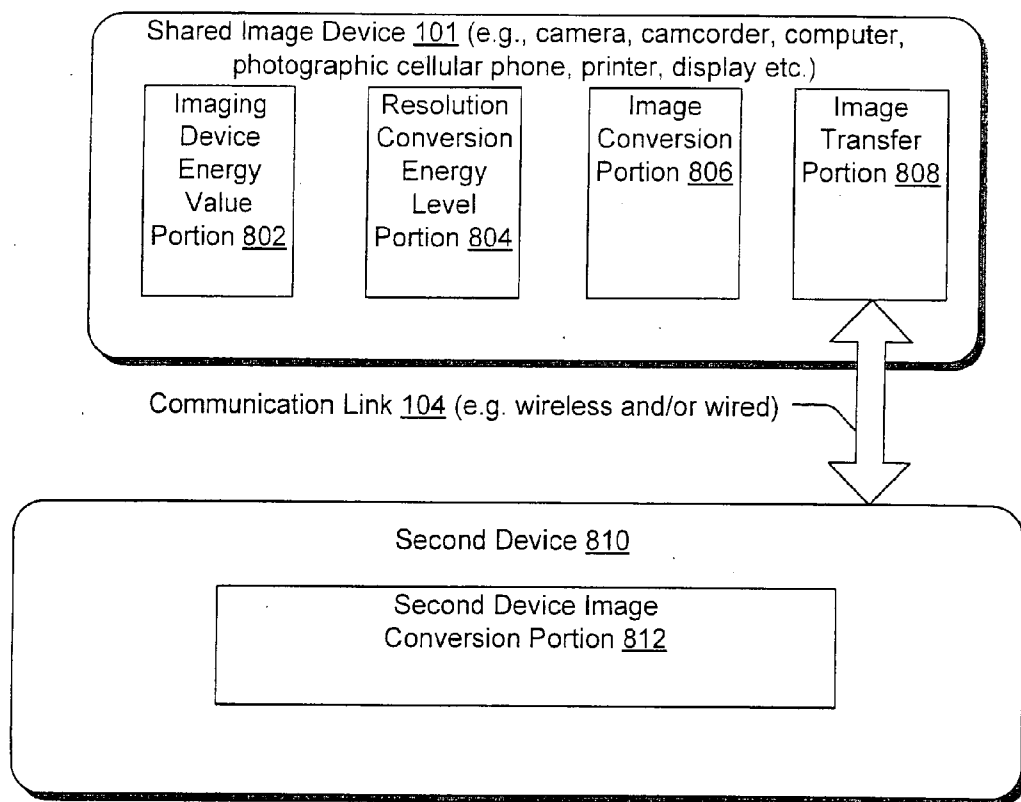 Shared Image Device 101 (e.g., camera, camcorder, computer,
photographic cellular phone, printer, display etc.)
Imaging
Device
Energy
Value
Portion 802
Resolution
Conversion
Energy
Level
Portion 804
Image
Conversion
Portion 806
Image
Transfer
Portion 808
Communication Link 104 (e.g. wireless and/or wired)
Second Device 810
Second Device Image
Conversion Portion 812